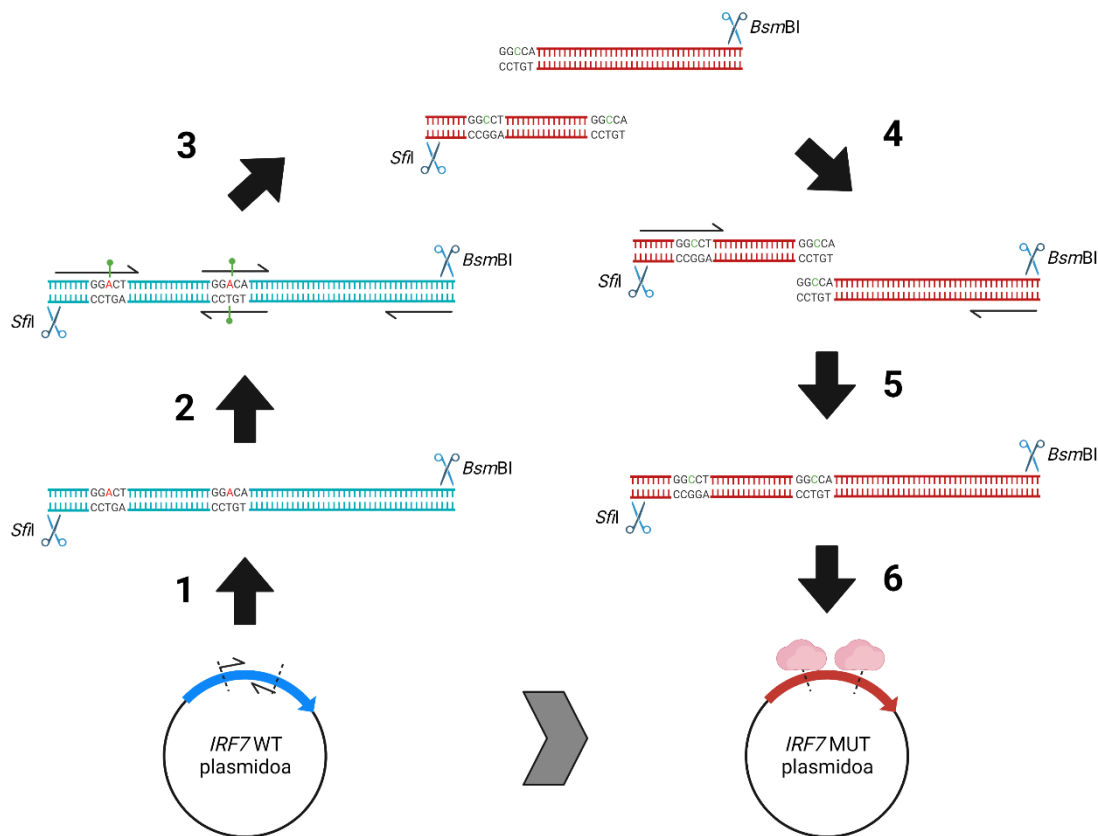 BsmBI
GGCCA
CCTGT
GGCCT GGCCA
CCGGA CCTGT
SfiI
3
4
BsmBI
GGACT GGACA
CCTGA CCTGT
SfiI
GGCCT GGCCA
CCGGA CCTGT
SfiI
GGCCA
CCTGT
BsmBI
2
5
BsmBI
GGACT GGACA
CCTGA CCTGT
SfiI
BsmBI
GGCCT GGCCA
CCGGA CCTGT
SfiI
1
6
IRF7 WT
plasmidoa
IRF7 MUT
plasmidoa